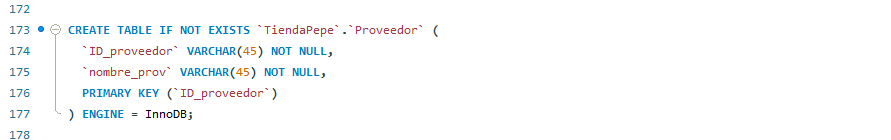 172
173 CREATE TABLE IF NOT EXISTS `TiendaPepe`.`Proveedor` (
174 `ID_proveedor` VARCHAR(45) NOT NULL,
175 `nombre_prov` VARCHAR(45) NOT NULL,
176 PRIMARY KEY (`ID_proveedor`)
177 ) ENGINE = InnoDB;
178